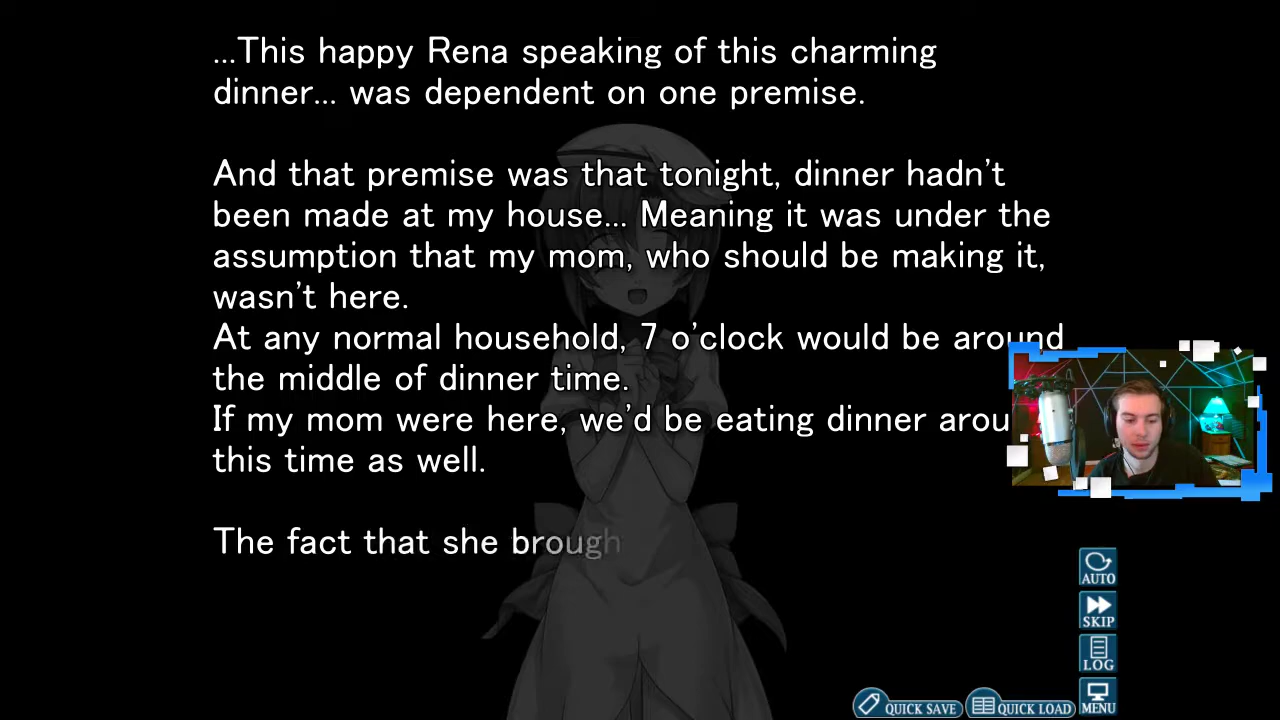 ...This happy Rena speaking of this charming
dinner... was dependent on one premise.
And that premise was that tonight, dinner hadn't
been made at my house... Meaning it was under the
assumption that my mom, who should be making it,
wasn't here.
At any normal household, 7 o'clock would be around
the middle of dinner time.
If my mom were here, we'd be eating dinner arou
this time as well.
The fact that she brough
AUTO
SKIP
LOG
MENU
QUICK SAVE
QUICK LOAD